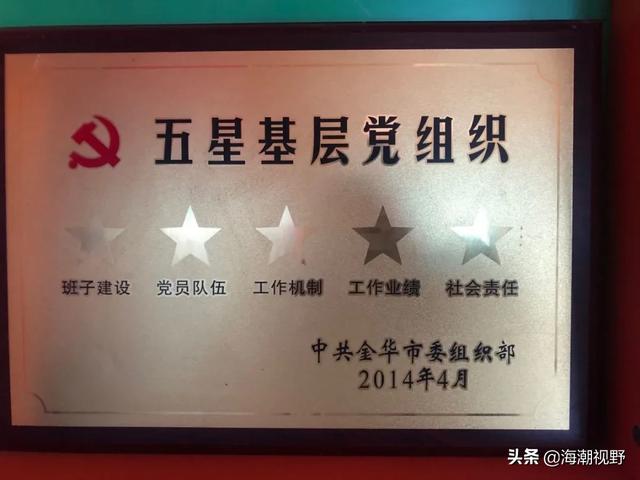 五星基层党组织
班子建设 党员队伍 工作机制 工作业绩 社会责任
中共金华市委组织部
2014年4月
头条 @海潮视野